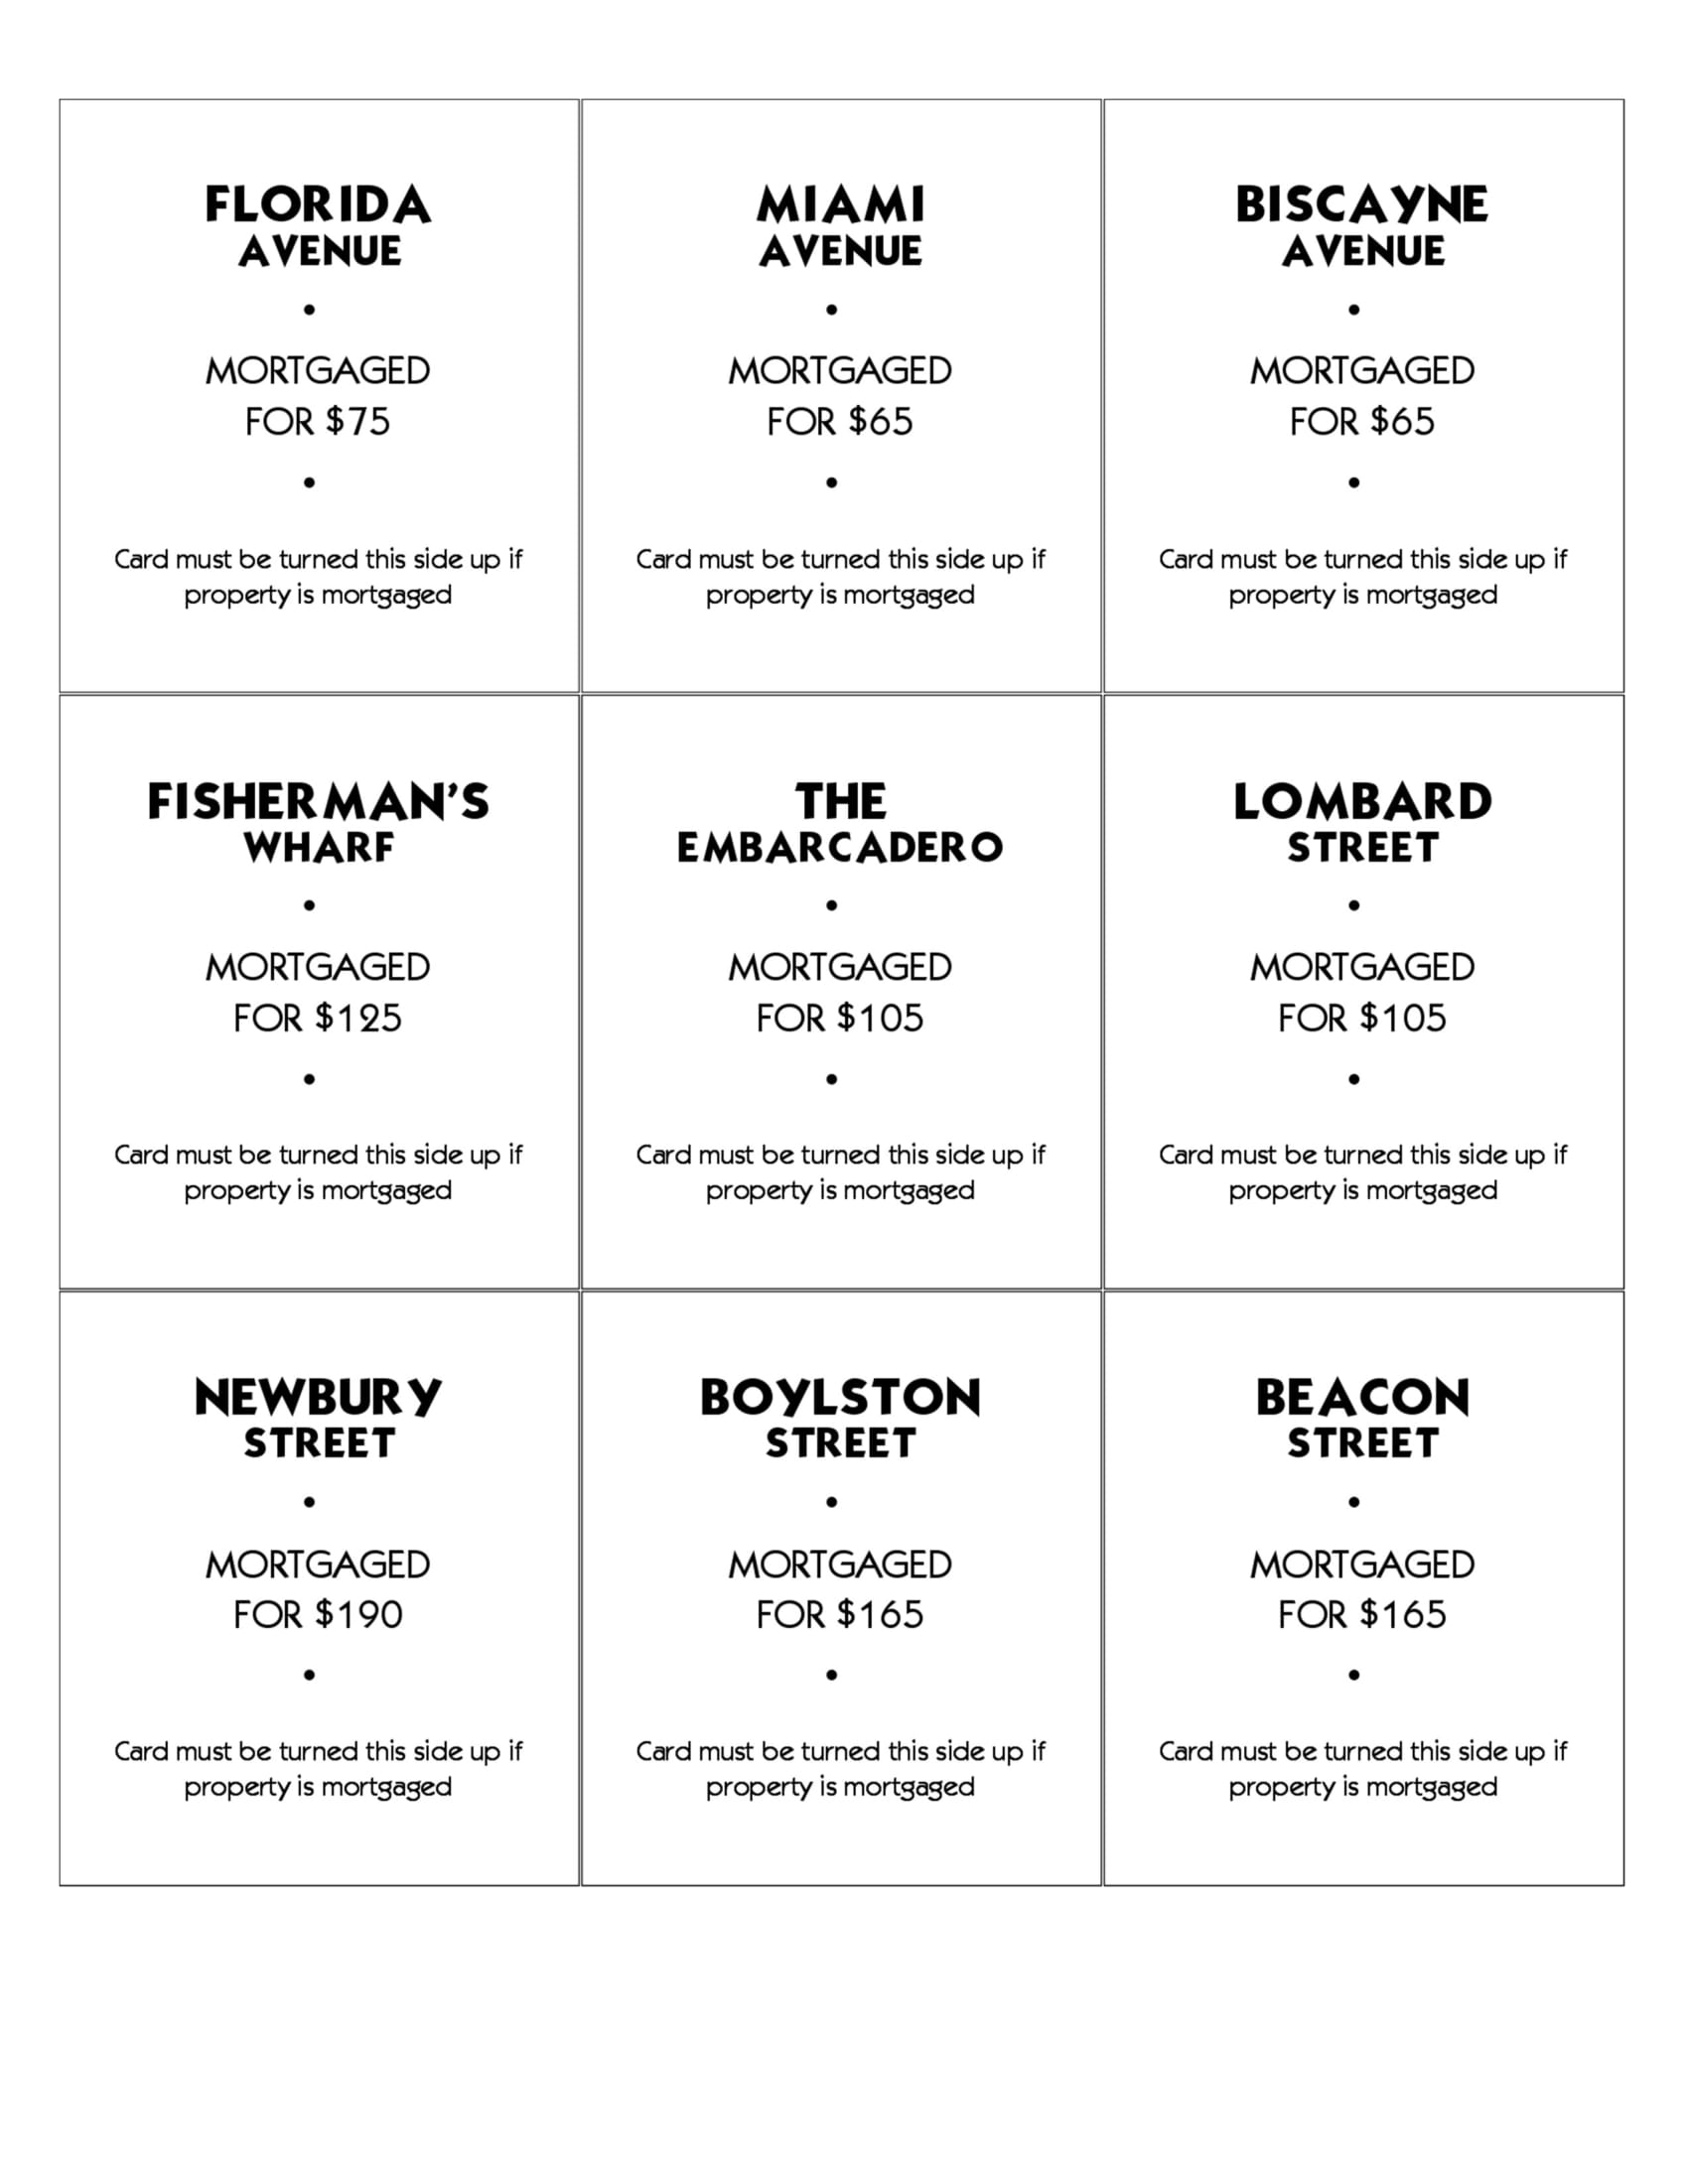 FLORIDA
AVENUE
•
MORTGAGED
FOR $75
•
Card must be turned this side up if
property is mortgaged
MIAMI
AVENUE
•
MORTGAGED
FOR $65
•
Card must be turned this side up if
property is mortgaged
BISCAYNE
AVENUE
•
MORTGAGED
FOR $65
•
Card must be turned this side up if
property is mortgaged
FISHERMAN’S
WHARF
•
MORTGAGED
FOR $125
•
Card must be turned this side up if
property is mortgaged
THE
EMBARCADERO
•
MORTGAGED
FOR $105
•
Card must be turned this side up if
property is mortgaged
LOMBARD
STREET
•
MORTGAGED
FOR $105
•
Card must be turned this side up if
property is mortgaged
NEWBURY
STREET
•
MORTGAGED
FOR $190
•
Card must be turned this side up if
property is mortgaged
BOYLSTON
STREET
•
MORTGAGED
FOR $165
•
Card must be turned this side up if
property is mortgaged
BEACON
STREET
•
MORTGAGED
FOR $165
•
Card must be turned this side up if
property is mortgaged